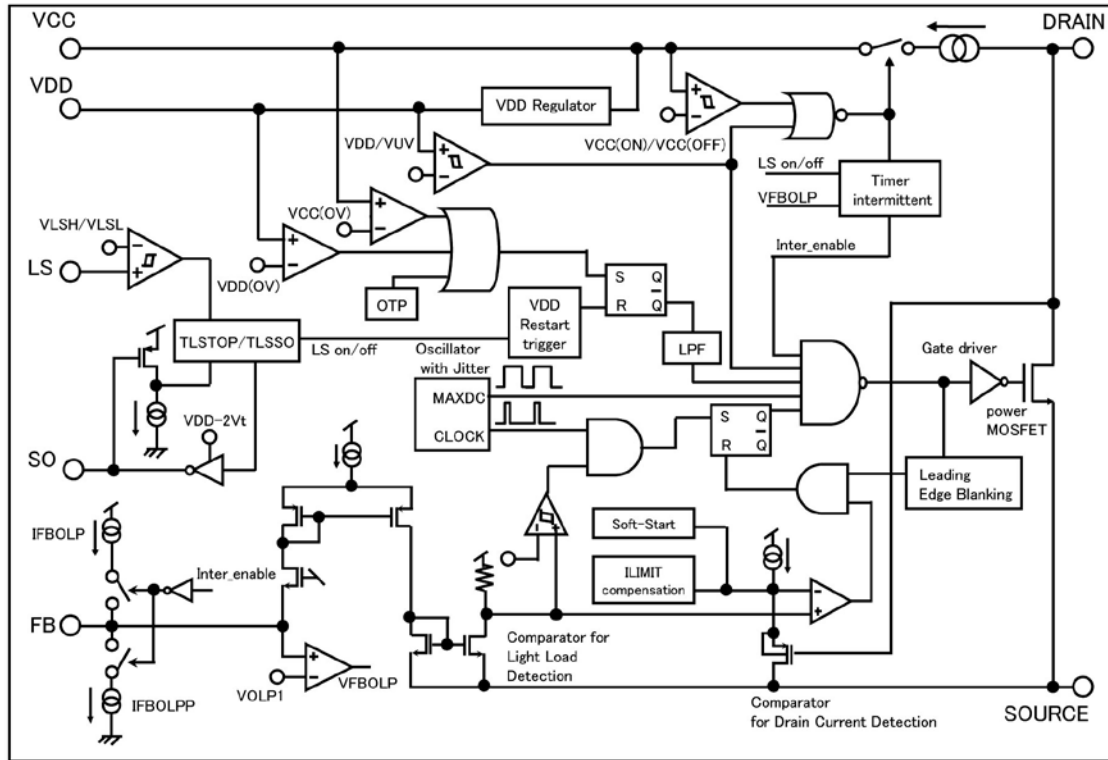 VCC
DRAIN
VDD
VDD Regulator
VDD/VUV
VCC(ON)/VCC(OFF)
LS on/off
Timer
intermittent
VFBOLP
VLSH/VLSL
VCC(OV)
Inter_enable
LS
VDD(OV)
OTP
S Q
R Q
VDD
Restart
trigger
TLSTOP/TLSSO
LS on/off
LPF
Oscillator
with Jitter
Gate driver
MAXDC
CLOCK
S Q
R Q
power
MOSFET
VDD-2Vt
SO
Leading
Edge Blanking
Soft-Start
IFBOLP
Inter_enable
ILIMIT
compensation
FB
Comparator for
Light Load
Detection
VOLP1
VFBOLP
IFBOLPP
Comparator
for Drain Current Detection
SOURCE